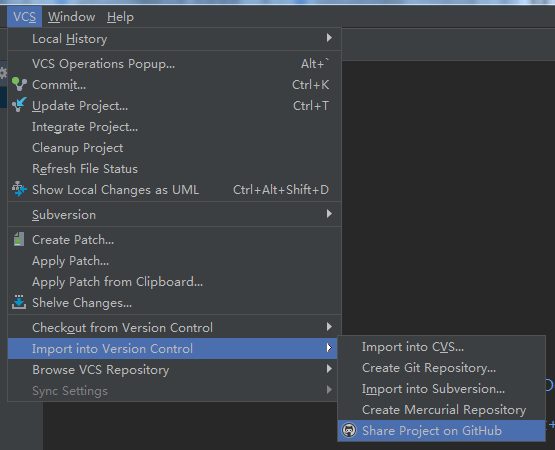 VCS Window Help
Local History
VCS Operations Popup... Alt+`
Commit... Ctrl+K
Update Project... Ctrl+T
Integrate Project...
Cleanup Project
Refresh File Status
Show Local Changes as UML Ctrl+Alt+Shift+D
Subversion
Create Patch...
Apply Patch...
Apply Patch from Clipboard...
Shelve Changes...
Checkout from Version Control
Import into Version Control
Browse VCS Repository
Sync Settings
Import into CVS...
Create Git Repository...
Import into Subversion...
Create Mercurial Repository
Share Project on GitHub